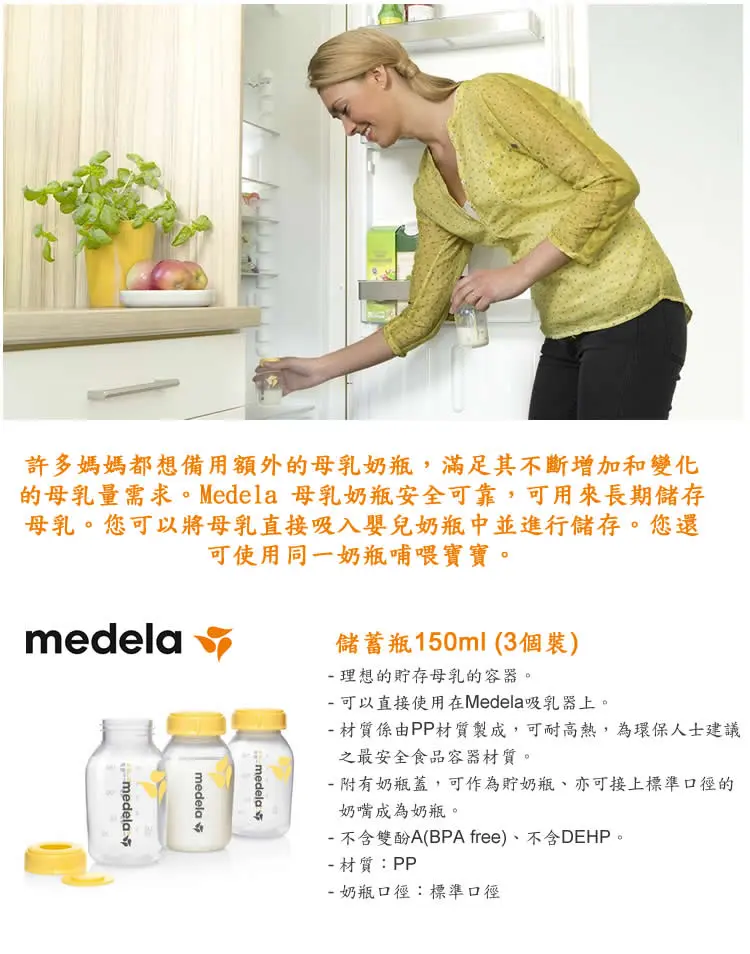 許多媽媽都想備用額外的母乳奶瓶，滿足其不斷增加和變化
的母乳量需求。Medela 母乳奶瓶安全可靠，可用來長期儲存
母乳。您可以將母乳直接吸入嬰兒奶瓶中並進行儲存。您還
可使用同一奶瓶哺喂寶寶。
medela
儲蓄瓶150ml (3個裝)
- 理想的貯存母乳的容器。
- 可以直接使用在Medela吸乳器上。
- 材質係由PP材質製成，可耐高熱，為環保人士建議
之最安全食品容器材質。
- 附有奶瓶蓋，可作為貯奶瓶、亦可接上標準口徑的
奶嘴成為奶瓶。
- 不含雙酚A(BPA free)、不含DEHP。
- 材質：PP
- 奶瓶口徑：標準口徑
medela
medela
medela